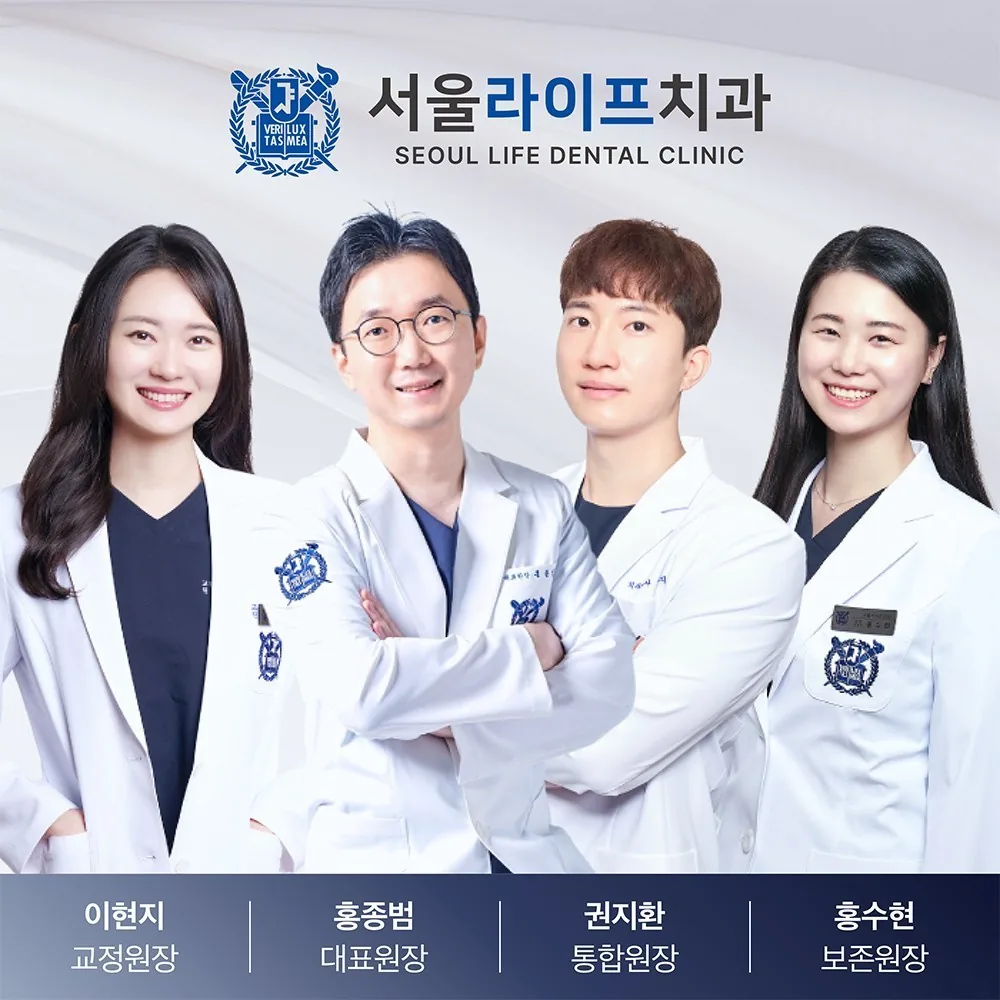 서울라이프치과
SEOUL LIFE DENTAL CLINIC
VERI LUX
TAS MEA
이현지
교정원장
홍종범
대표원장
권지환
통합원장
홍수현
보존원장